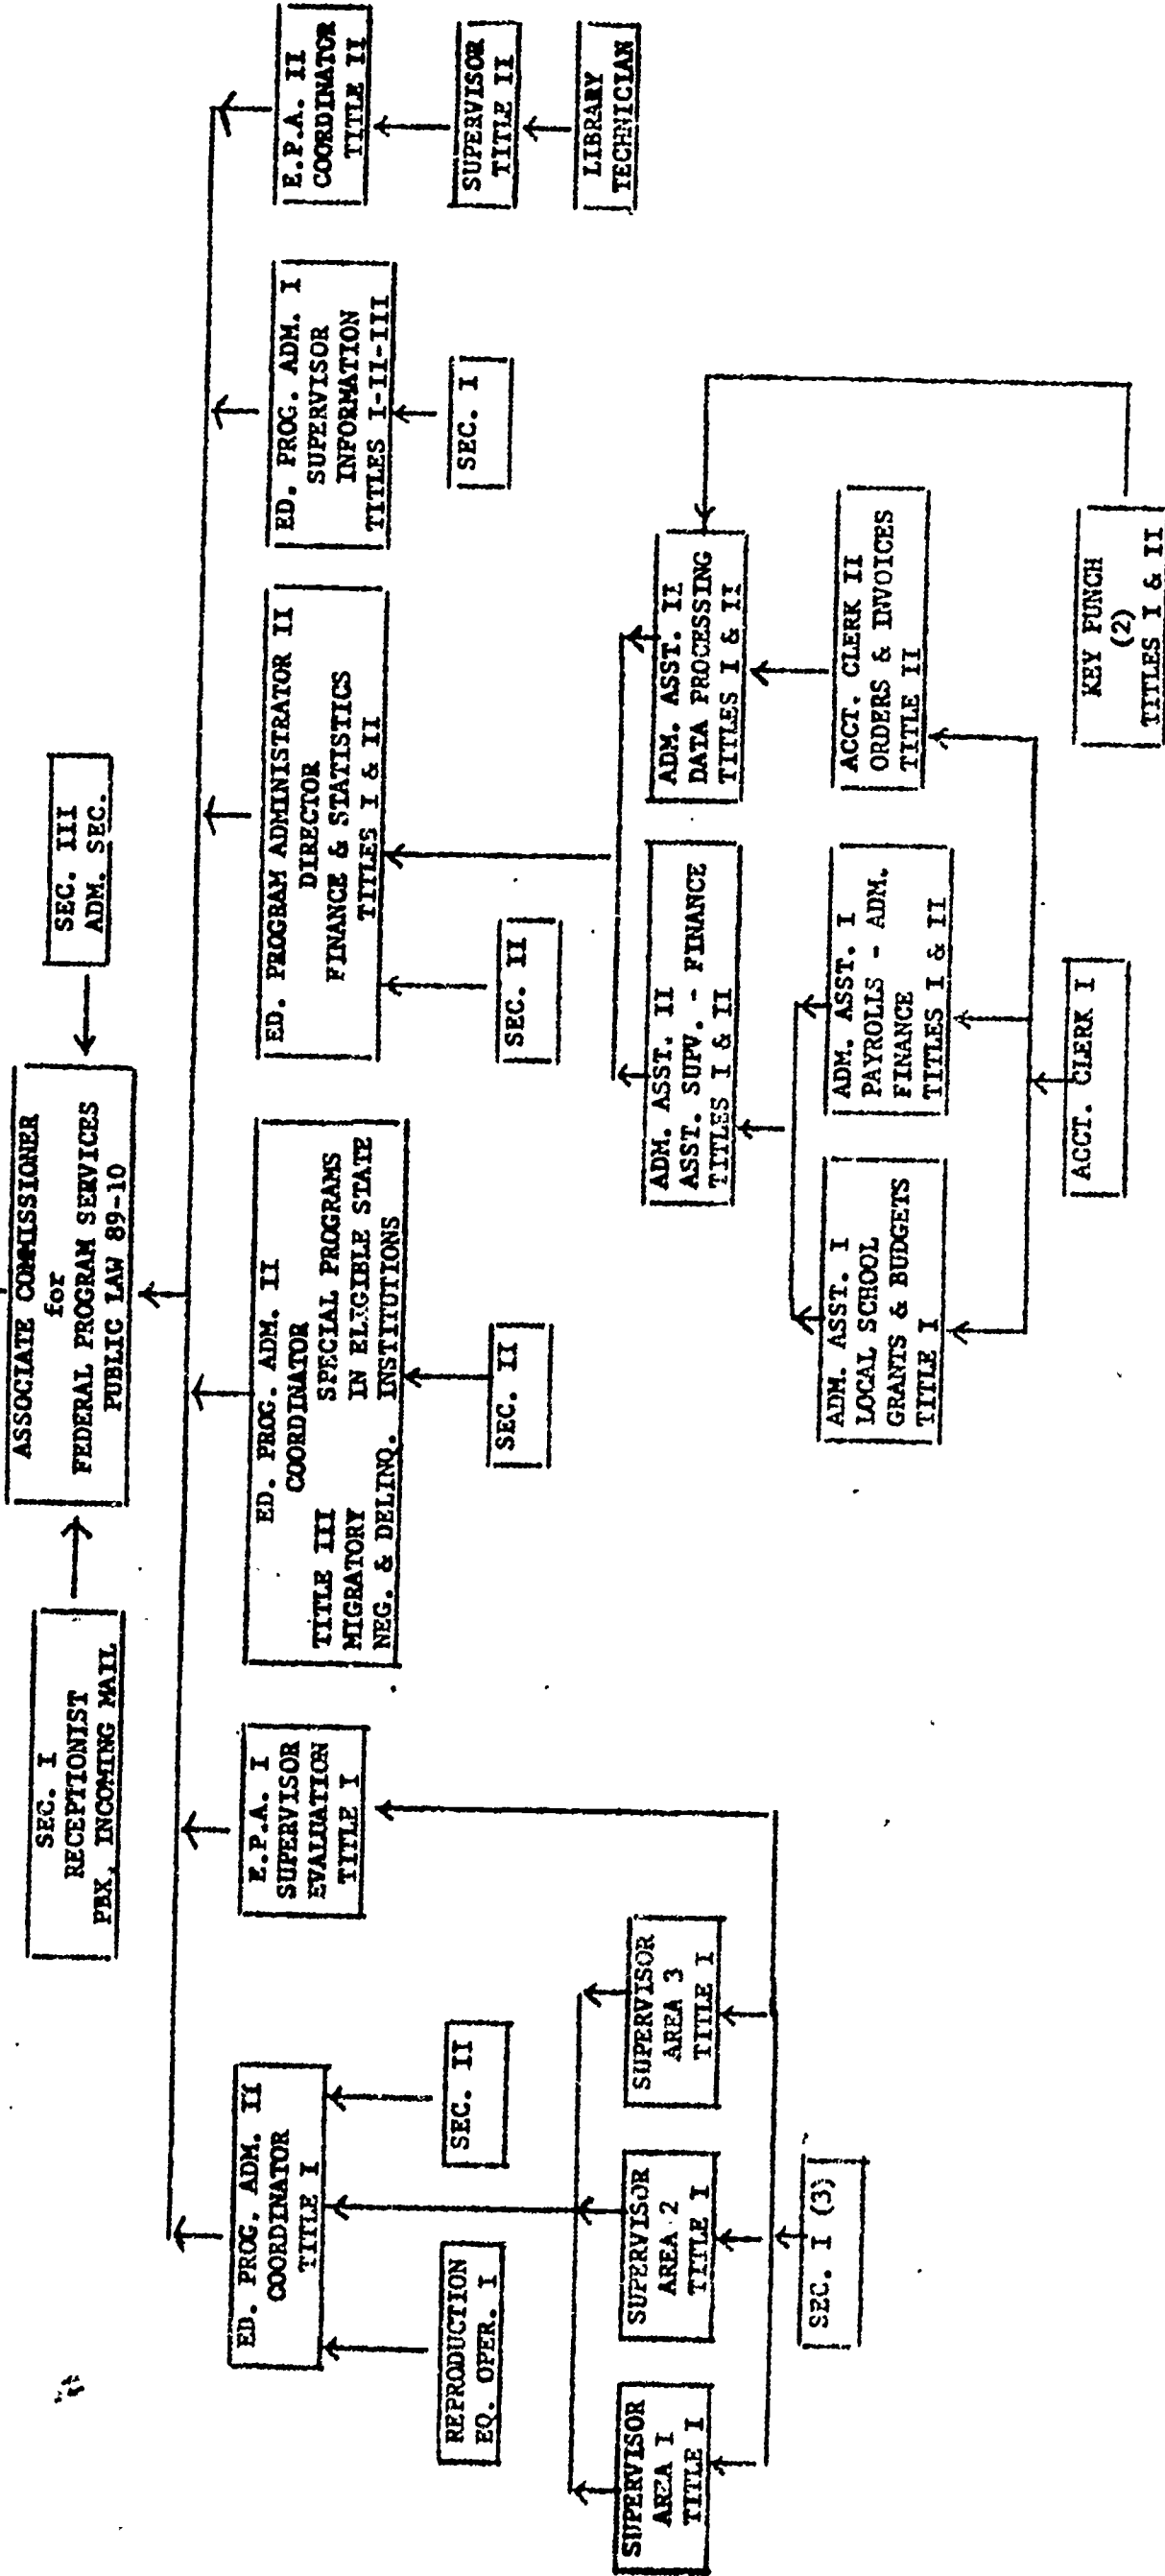 ASSOCIATE COMMISSIONER
for
FEDERAL PROGRAM SERVICES
PUBLIC LAW 89-10
SEC. I
RECEPTIONIST
PBX, INCOMING MAIL
SEC. III
ADM. SEC.
ED. PROG. ADM. II
COORDINATOR
TITLE I
E.P.A. I
SUPERVISOR
EVALUATION
TITLE I
ED. PROG. ADM. II
COORDINATOR
TITLE III SPECIAL PROGRAMS
MIGRATORY IN ELIGIBLE STATE
NEG. & DELINQ. INSTITUTIONS
ED. PROGRAM ADMINISTRATOR II
DIRECTOR
FINANCE & STATISTICS
TITLES I & II
ED. PROG. ADM. I
SUPERVISOR
INFORMATION
TITLES I-II-III
E.P.A. II
COORDINATOR
TITLE II
REPRODUCTION
EQ. OPER. I
SEC. II
SEC. II
SEC. II
SEC. I
SUPERVISOR
TITLE II
LIBRARY
TECHNICIAN
SUPERVISOR
AREA I
TITLE I
SUPERVISOR
AREA 2
TITLE I
SUPERVISOR
AREA 3
TITLE I
SEC. I (3)
ADM. ASST. II
ASST. SUPV. - FINANCE
TITLES I & II
ADM. ASST. II
DATA PROCESSING
TITLES I & II
ADM. ASST. I
LOCAL SCHOOL
GRANTS & BUDGETS
TITLE I
ADM. ASST. I
PAYROLLS - ADM.
FINANCE
TITLES I & II
ACCT. CLERK II
ORDERS & INVOICES
TITLE II
ACCT. CLERK I
KEY PUNCH
(2)
TITLES I & II